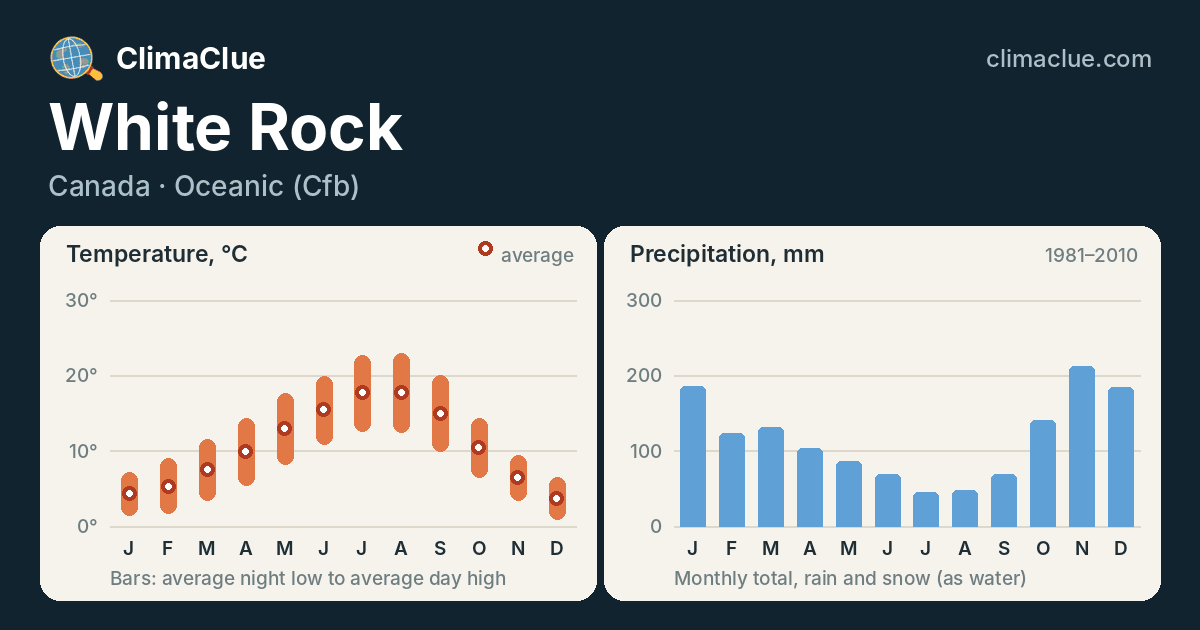 ClimaClue
climaclue.com
White Rock
Canada · Oceanic (Cfb)
Temperature, °C
average
30°
20°
10°
0°
J F M A M J J A S O N D
Bars: average night low to average day high
Precipitation, mm
1981–2010
300
200
100
0
J F M A M J J A S O N D
Monthly total, rain and snow (as water)